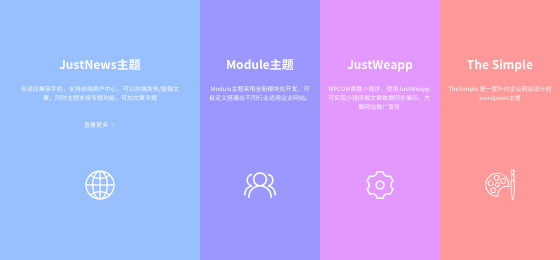 JustNews主题
自适应兼容手机，支持前端用户中心，可以前端发布/投稿文
章，同时主题支持专题功能，可加文章专题
查看更多
Module主题
Module主题采用全新模块化开发，可
自定义搭建出不同行业适用企业网站。
JustWeapp
WPCOM首款小程序，使用JustWeapp
可实现小程序端文章数据同步展示，方
便网站推广宣传
The Simple
TheSimple 是一套针对企业网站设计的
wordpress主题